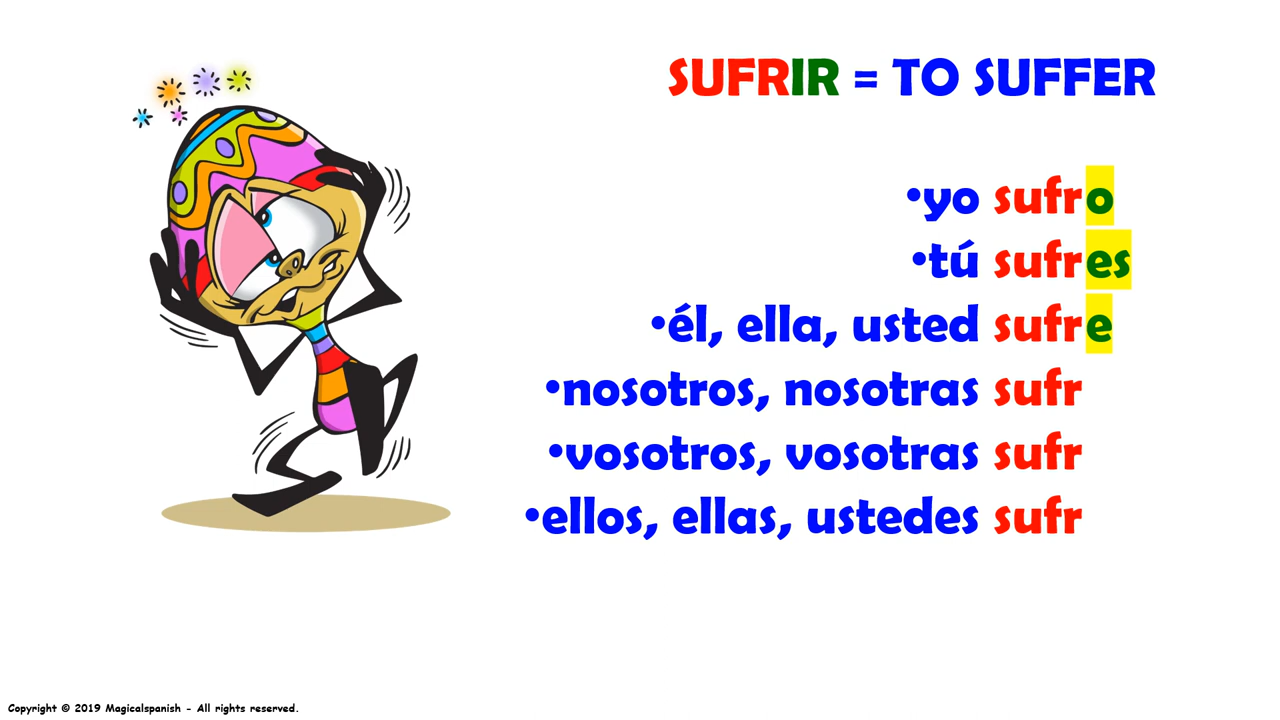 SUFRIR = TO SUFFER
•yo sufro
•tú sufres
•él, ella, usted sufre
•nosotros, nosotras sufr
•vosotros, vosotras sufr
•ellos, ellas, ustedes sufr
Copyright © 2019 Magicalspanish - All rights reserved.